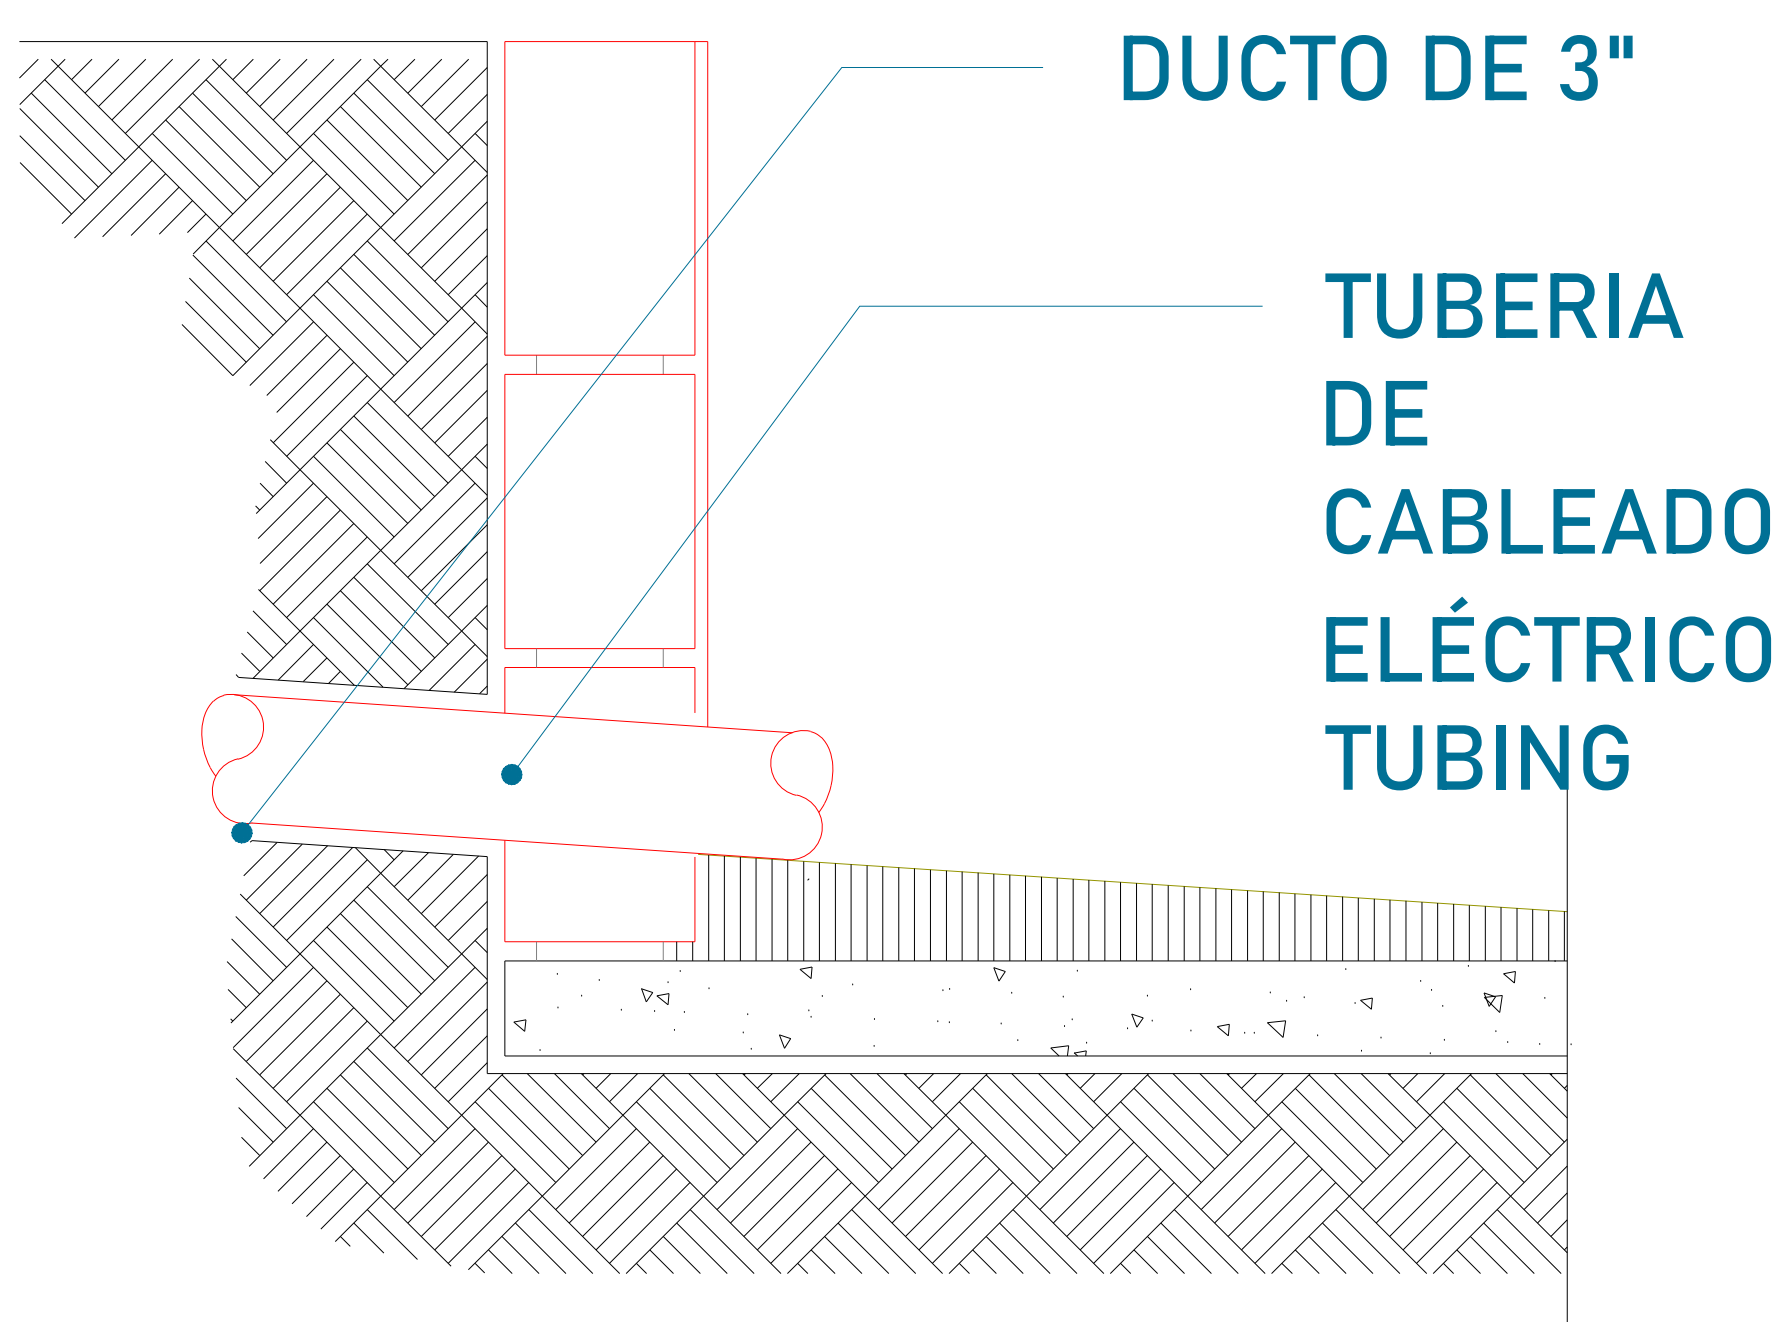 DUCTO DE 3"
TUBERIA
DE
CABLEADO
ELÉCTRICO
TUBING